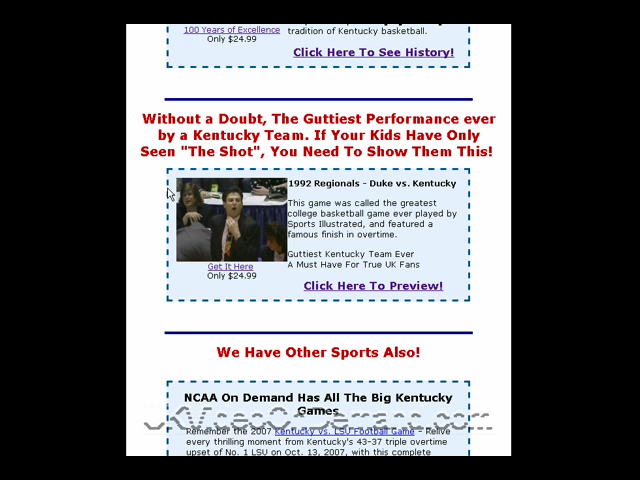 tradition of Kentucky basketball.
100 Years of Excellence
Only $24.99
Click Here To See History!
Without a Doubt, The Guttiest Performance ever
by a Kentucky Team. If Your Kids Have Only
Seen "The Shot", You Need To Show Them This!
1992 Regionals - Duke vs. Kentucky
This game was called the greatest
college basketball game ever played by
Sports Illustrated, and featured a
famous finish in overtime.
Guttiest Kentucky Team Ever
A Must Have For True UK Fans
Get It Here
Only $24.99
Click Here To Preview!
We Have Other Sports Also!
NCAA On Demand Has All The Big Kentucky
Games
UKVideoOnDemand.com
Remember the 2007 Kentucky vs. LSU Football Game - Relive
every thrilling moment from Kentucky's 43-37 triple overtime
upset of No. 1 LSU on Oct. 13, 2007, with this complete